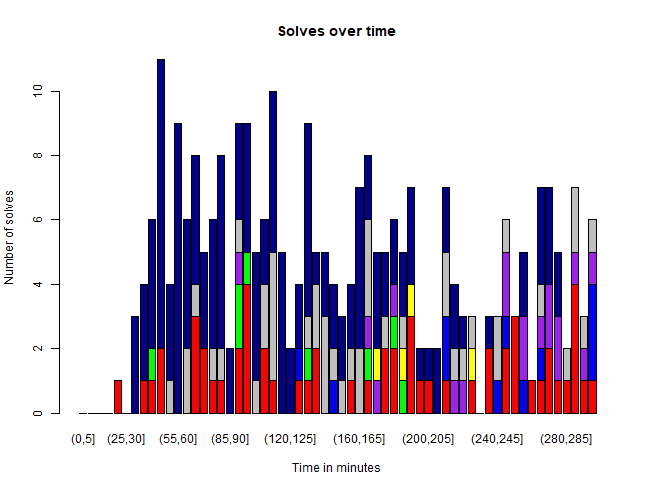 Solves over time
Number of solves
10
8
6
4
2
0
(0,5] (25,30] (55,60] (85,90] (120,125] (160,165] (200,205] (240,245] (280,285]
Time in minutes